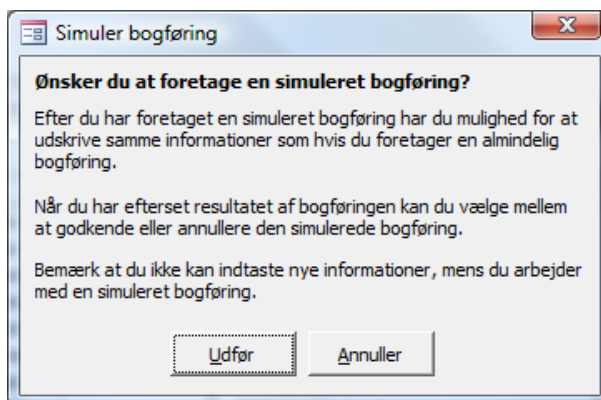 Simuler bogføring
Ønsker du at foretage en simuleret bogføring?
Efter du har foretaget en simuleret bogføring har du mulighed for at
udskrive samme informationer som hvis du foretager en almindelig
bogføring.
Når du har efterset resultatet af bogføringen kan du vælge mellem
at godkende eller annullere den simulerede bogføring.
Bemærk at du ikke kan indtaste nye informationer, mens du arbejder
med en simuleret bogføring.
Udfør
Annuller